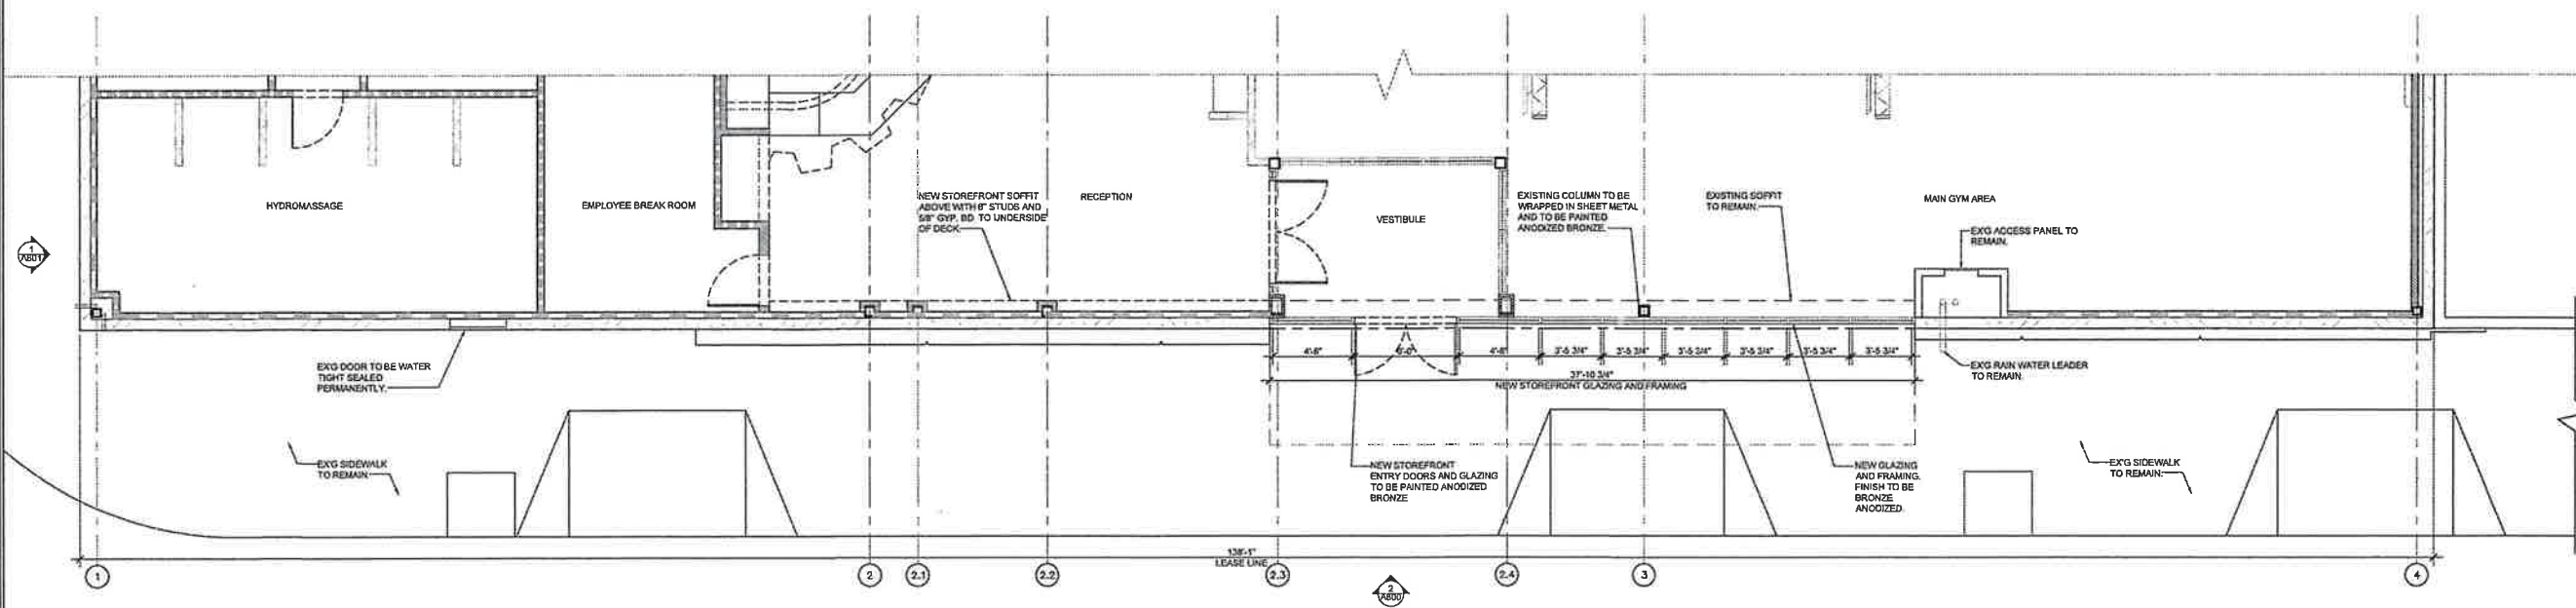 HYDROMASSAGE
EMPLOYEE BREAK ROOM
NEW STOREFRONT SOFFIT
ABOVE WITH 6" STUDS AND
5/8" GYP. BD TO UNDERSIDE
OF DECK
RECEPTION
VESTIBULE
EXISTING COLUMN TO BE
WRAPPED IN SHEET METAL
AND TO BE PAINTED
ANODIZED BRONZE.
EXISTING SOFFIT
TO REMAIN.
MAIN GYM AREA
EX'G ACCESS PANEL TO
REMAIN.
1
A801
EX'G DOOR TO BE WATER
TIGHT SEALED
PERMANENTLY.
4'-8" 6'-0" 4'-8" 3'-5 3/4" 3'-5 3/4" 3'-5 3/4" 3'-5 3/4" 3'-5 3/4" 3'-5 3/4"
37'-10 3/4"
NEW STOREFRONT GLAZING AND FRAMING
EX'G RAIN WATER LEADER
TO REMAIN.
EX'G SIDEWALK
TO REMAIN
NEW STOREFRONT
ENTRY DOORS AND GLAZING
TO BE PAINTED ANODIZED
BRONZE
NEW GLAZING
AND FRAMING.
FINISH TO BE
BRONZE
ANODIZED.
EX'G SIDEWALK
TO REMAIN.
138'-1"
LEASE LINE
1 2 2.1 2.2 2.3 2.4 3 4
2
A800